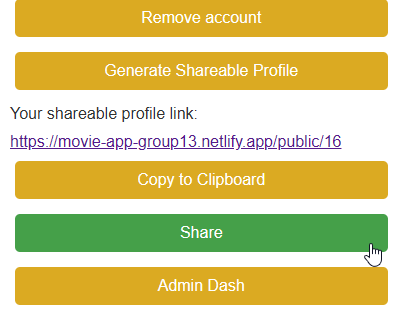 Remove account
Generate Shareable Profile
Your shareable profile link:
https://movie-app-group13.netlify.app/public/16
Copy to Clipboard
Share
Admin Dash